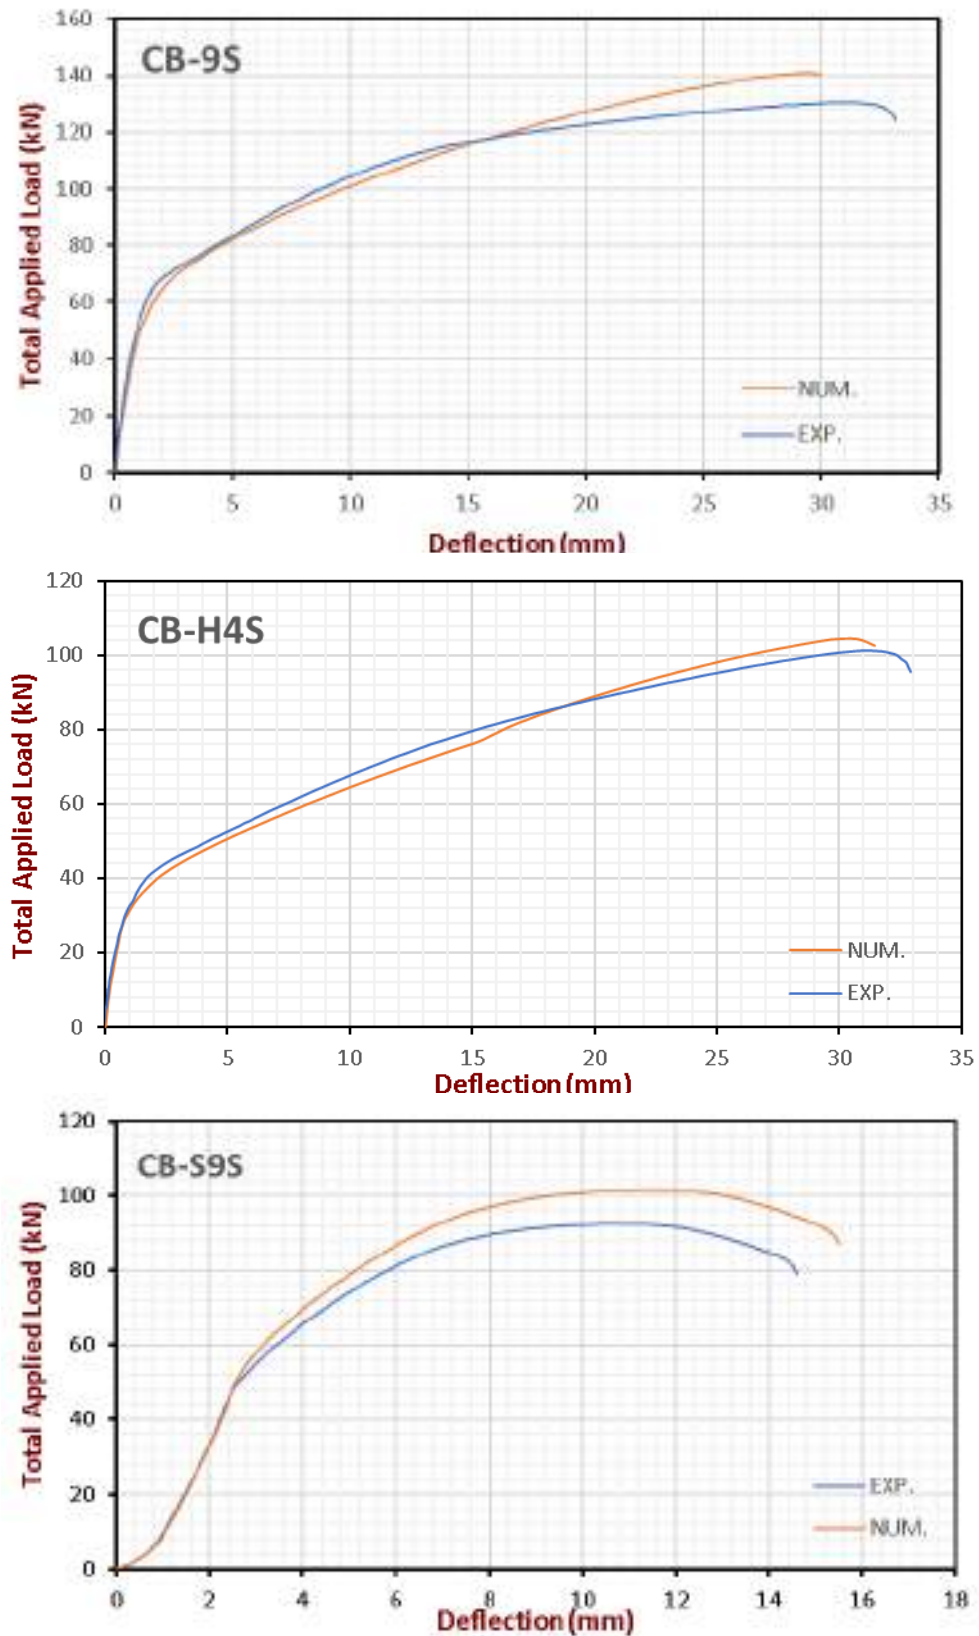 160
CB-9S
140
120
100
80
60
40
20
0
Total Applied Load (kN)
NUM.
EXP.
0 5 10 15 20 25 30 35
Deflection (mm)
120
CB-H4S
100
80
60
40
20
0
Total Applied Load (kN)
NUM.
EXP.
0 5 10 15 20 25 30 35
Deflection (mm)
120
CB-S9S
100
80
60
40
20
0
Total Applied Load (kN)
EXP.
NUM.
0 2 4 6 8 10 12 14 16 18
Deflection (mm)